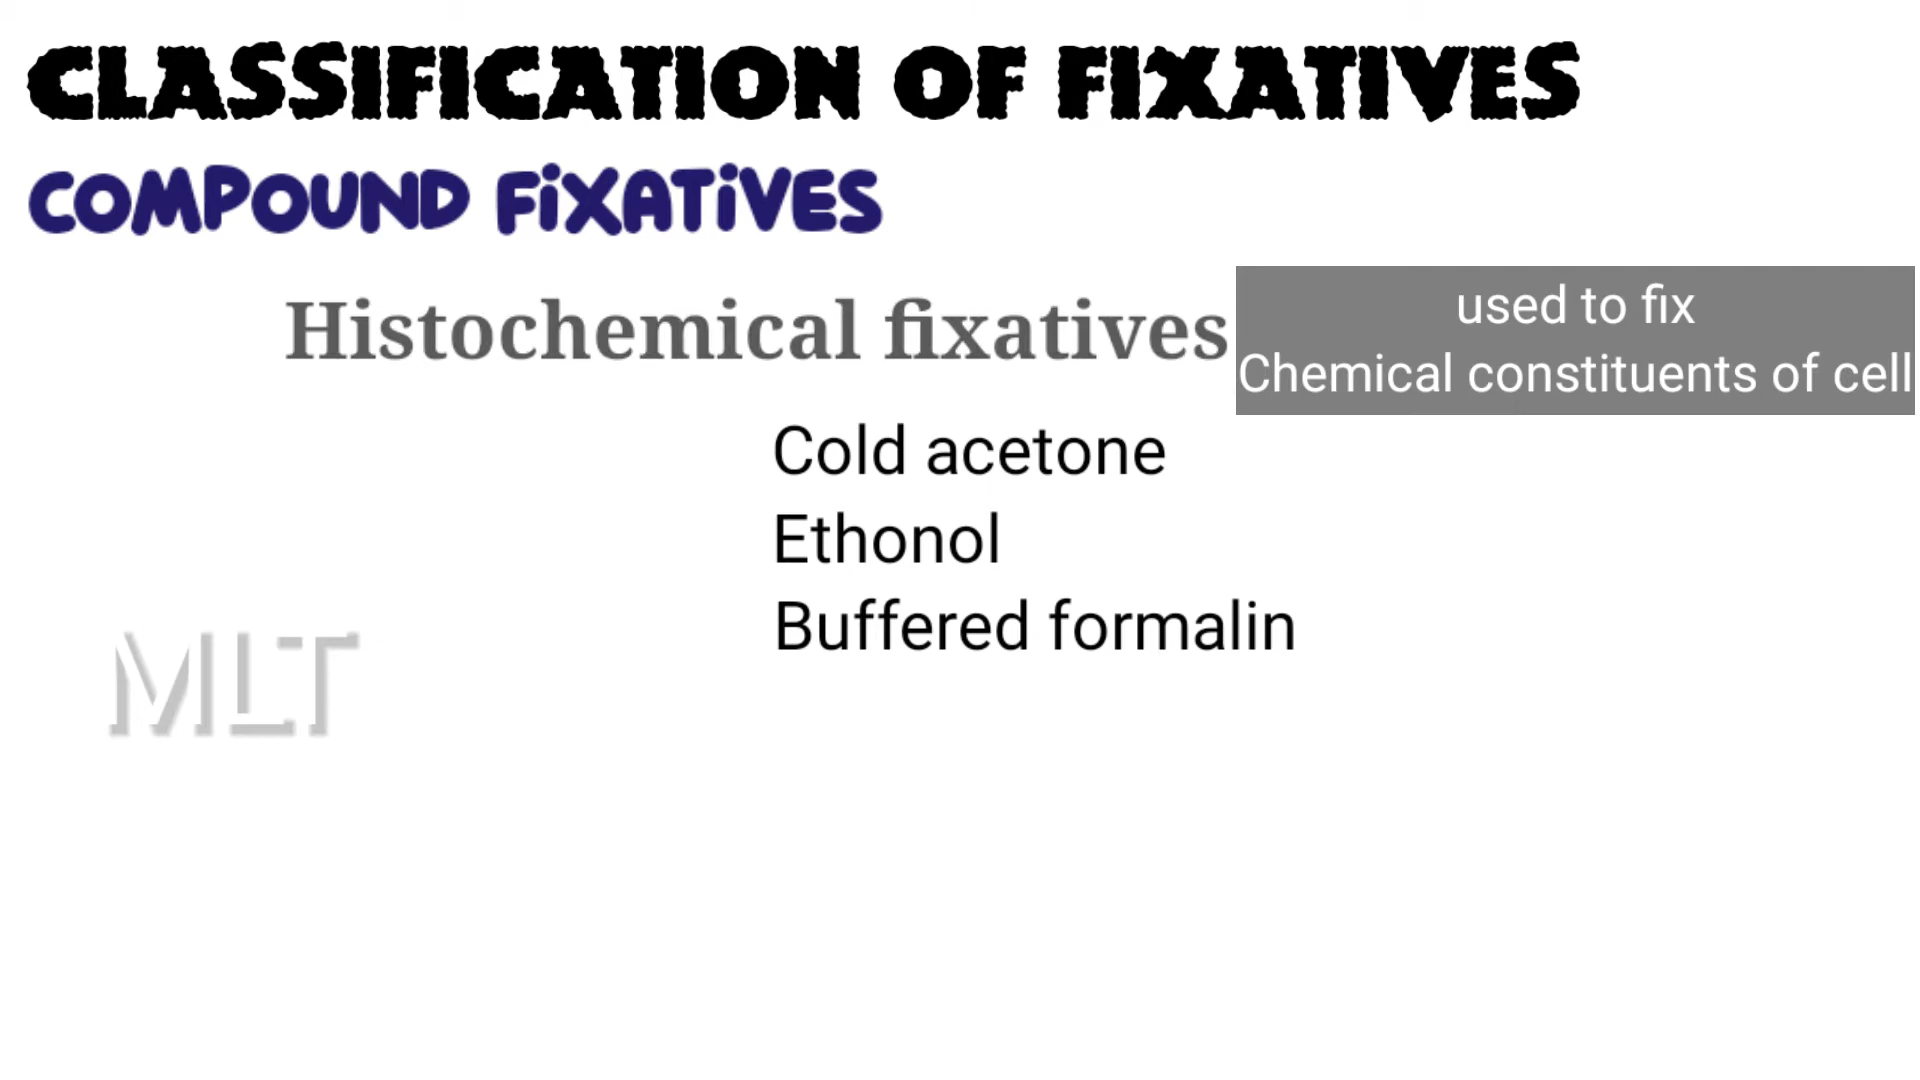 CLASSIFICATION OF FIXATIVES
COMPOUND FiXATiVES
Histochemical fixatives
used to fix
Chemical constituents of cell
Cold acetone
Ethonol
Buffered formalin
MLT